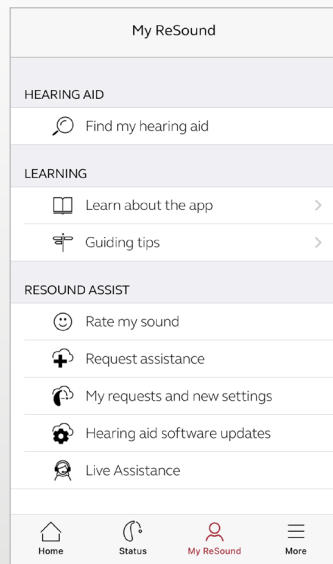 My ReSound
HEARING AID
Find my hearing aid
LEARNING
Learn about the app
Guiding tips
RESOUND ASSIST
Rate my sound
Request assistance
My requests and new settings
Hearing aid software updates
Live Assistance
Home Status My ReSound More